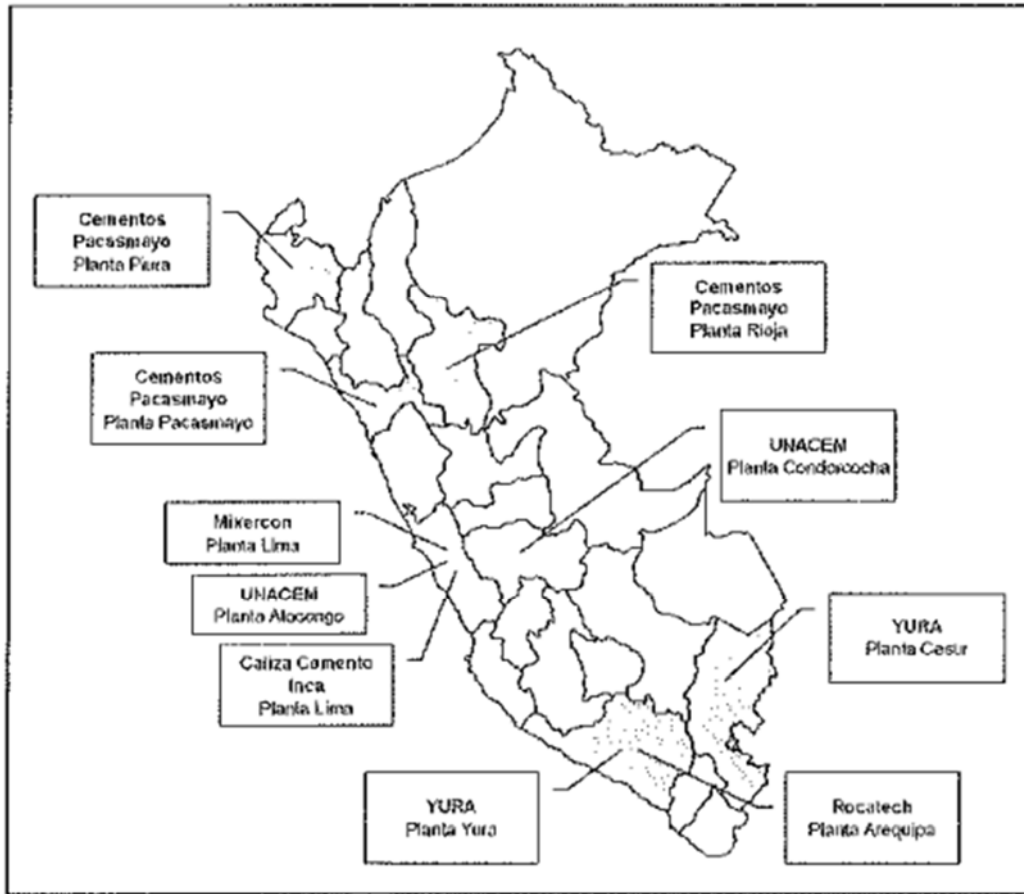 Cementos
Pacasmayo
Planta Piura
Cementos
Pacasmayo
Planta Rioja
Cementos
Pacasmayo
Planta Pacasmayo
UNACEM
Planta Condorcocha
Mixercon
Planta Lima
UNACEM
Planta Atocongo
Caliza Cemento
Inca
Planta Lima
YURA
Planta Cesur
YURA
Planta Yura
Rocatech
Planta Arequipa